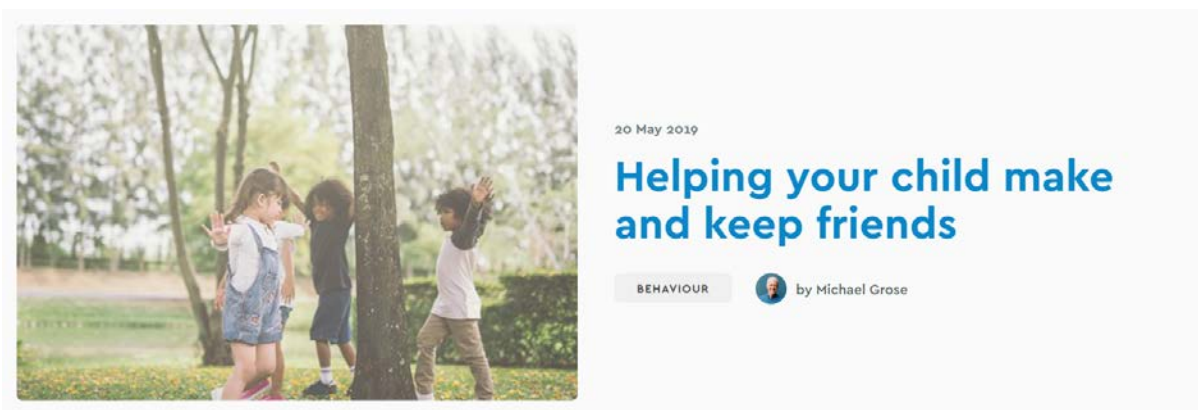 20 May 2019
Helping your child make
and keep friends
BEHAVIOUR
by Michael Grose